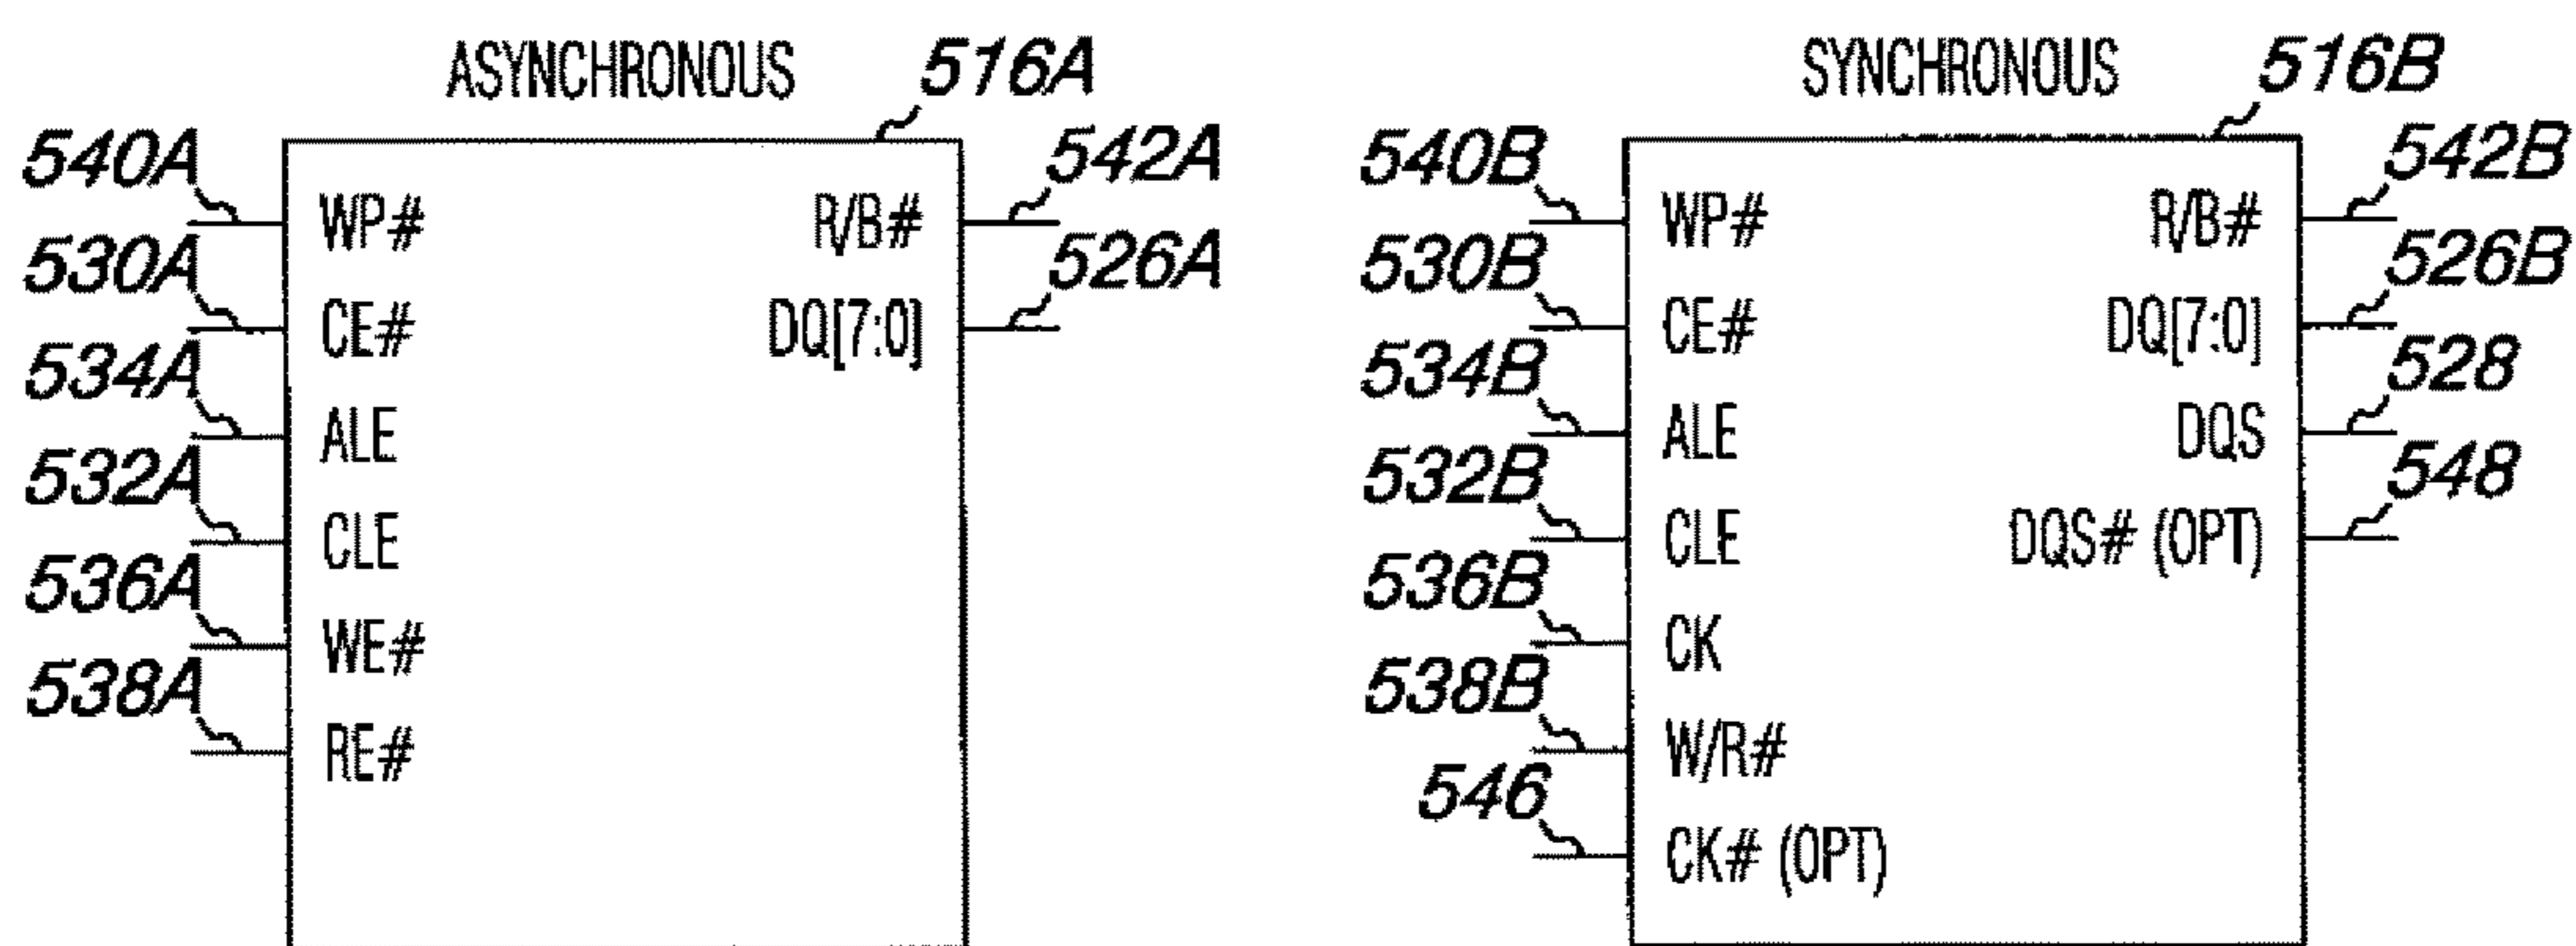 ASYNCHRONOUS 516A
540A WP# R/B# 542A
530A CE# DQ[7:0] 526A
534A ALE
532A CLE
536A WE#
538A RE#
SYNCHRONOUS 516B
540B WP# R/B# 542B
530B CE# DQ[7:0] 526B
534B ALE DQS 528
532B CLE DQS# (OPT) 548
536B CK
538B W/R#
546 CK# (OPT)